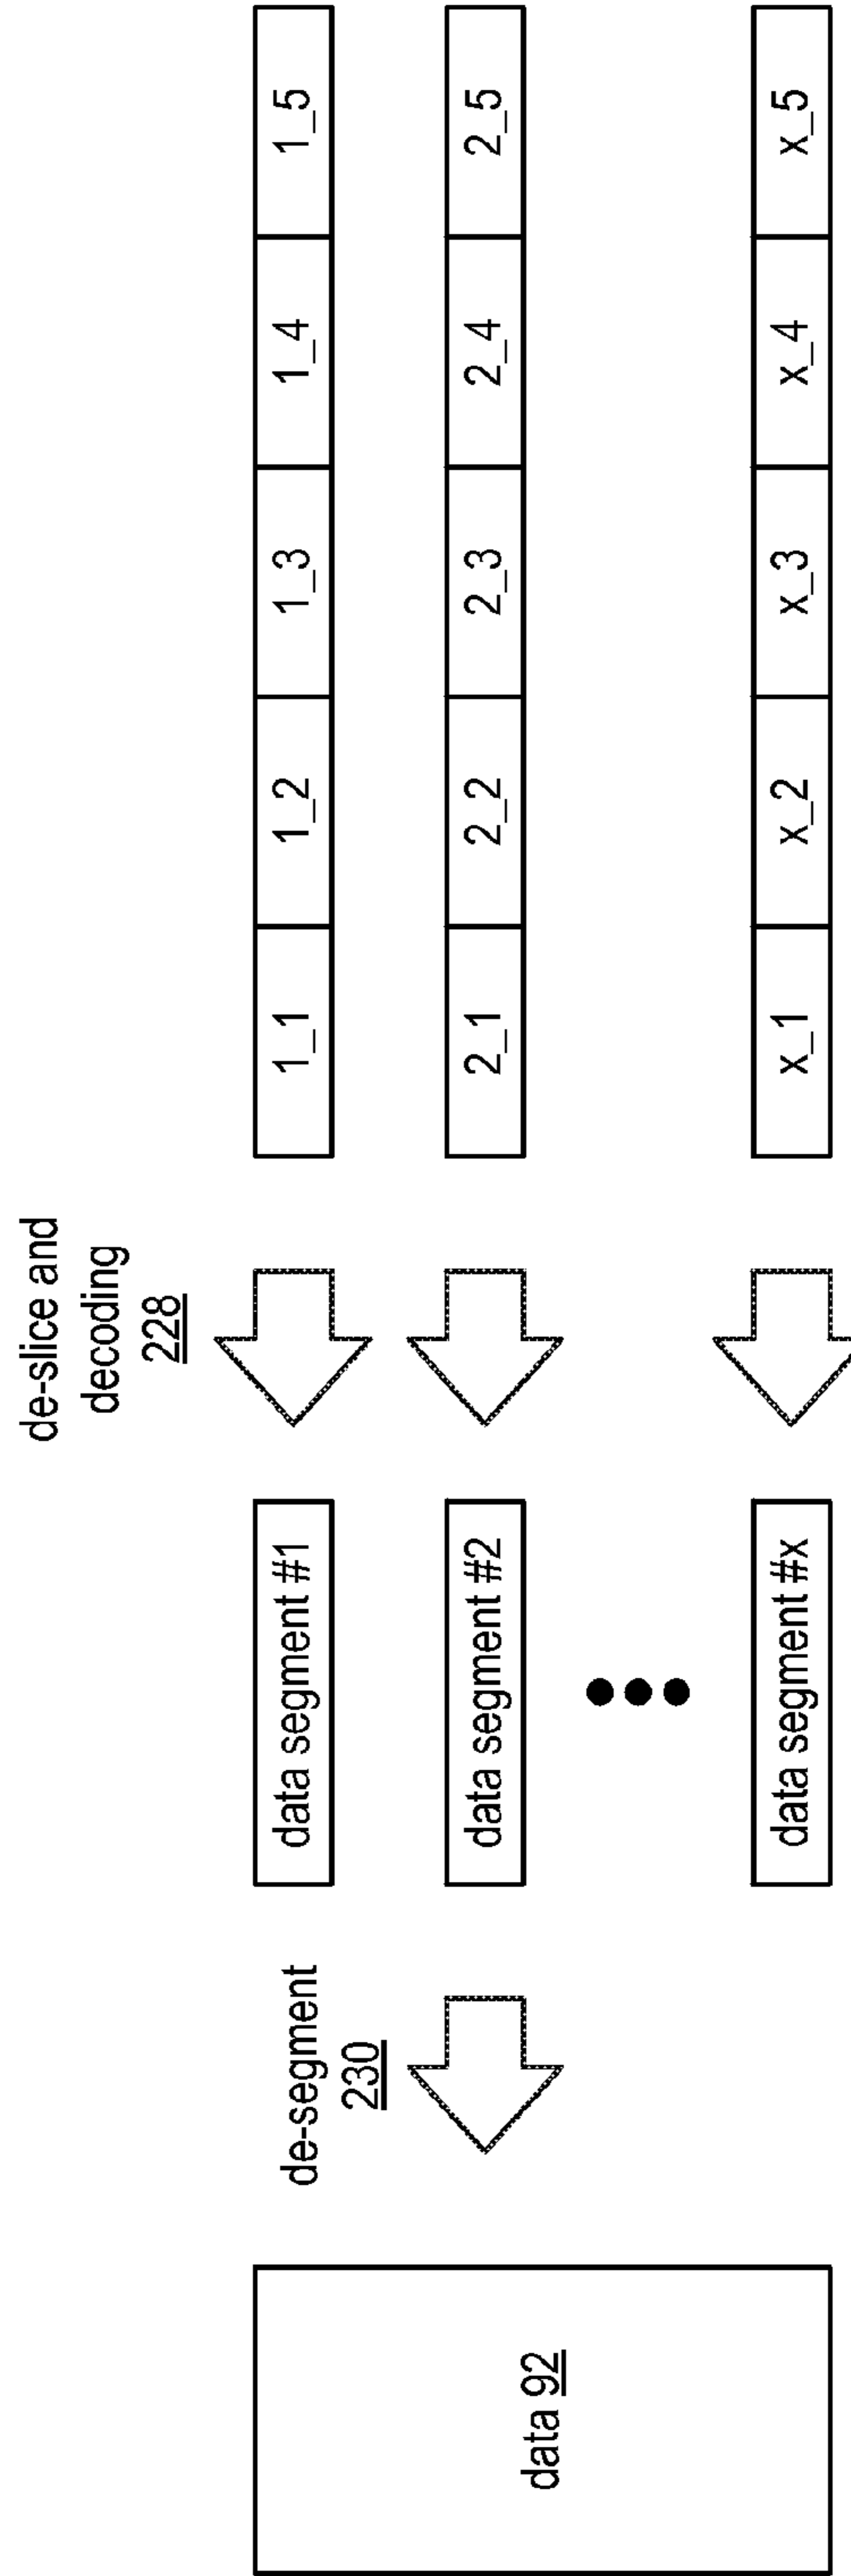 de-slice and
decoding
228
de-segment
230
data 92
data segment #1
1_1
1_2
1_3
1_4
1_5
data segment #2
2_1
2_2
2_3
2_4
2_5
data segment #x
x_1
x_2
x_3
x_4
x_5